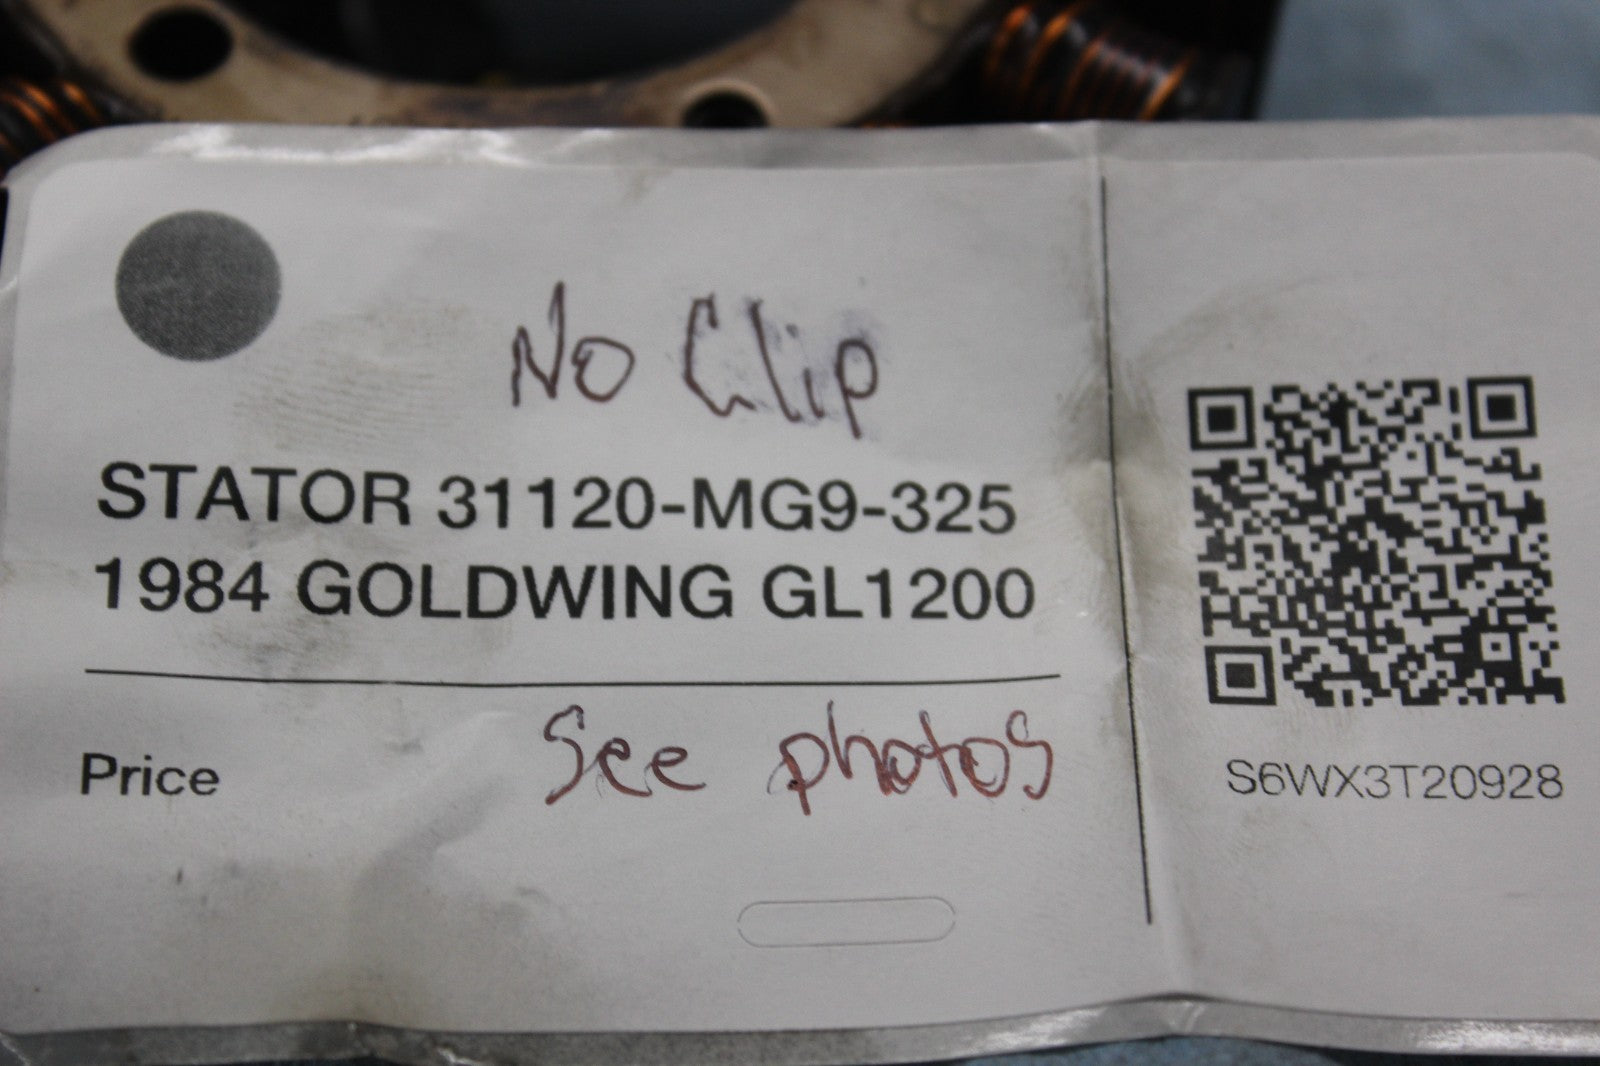 No Clip
STATOR 31120-MG9-325
1984 GOLDWING GL1200
Price See photos
S6WX3T20928